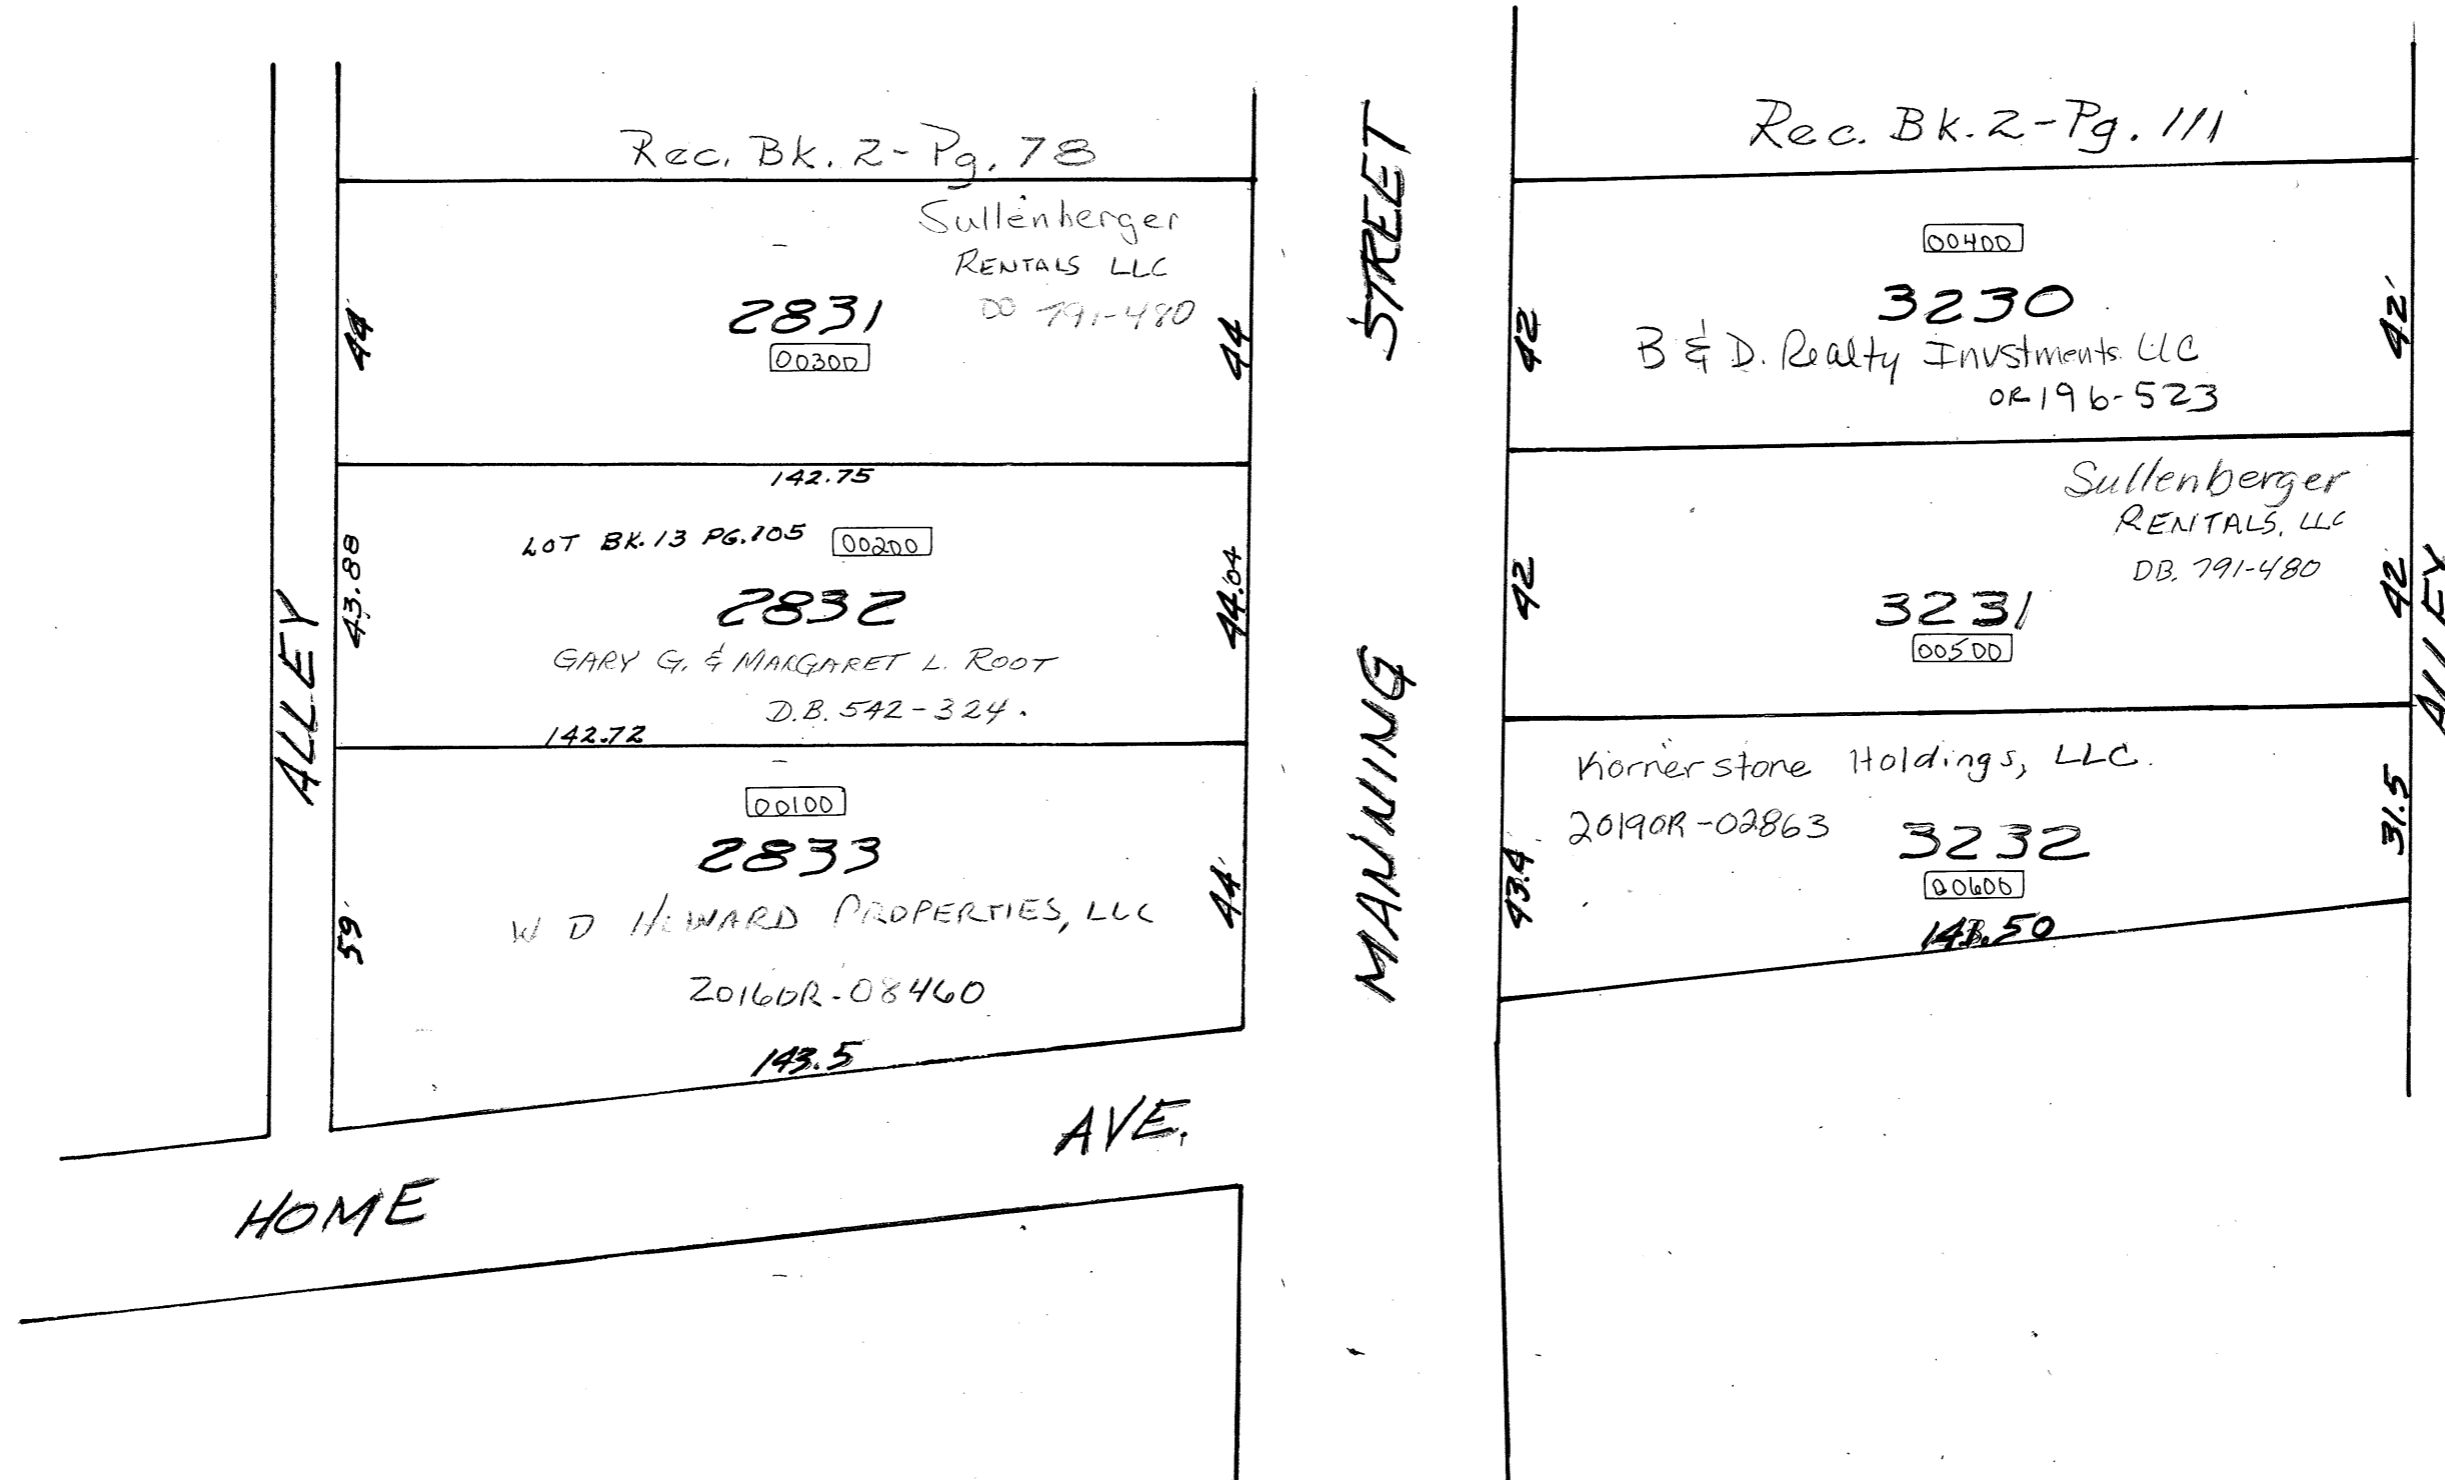 Rec. Bk. 2-Pg. 78
Sullenberger
RENTALS LLC
791-480
2831
00300
44
44
142.75
LOT BK. 13 PG. 105
00200
2832
GARY G. & MARGARET L. ROOT
D.B. 542-324.
43.88
44.04
142.72
00100
2833
W D HOWARD PROPERTIES, LLC
2016OR-08460
59'
44'
143.5
ALLEY
HOME AVE.
MANNING STREET
Rec. Bk. 2-Pg. 111
00400
3230
B & D. Realty Invstments LLC
OR 196-523
42
42'
Sullenberger
RENTALS, LLC
DB. 791-480
3231
00500
42
42
Kornerstone Holdings, LLC.
2019OR-02863
3232
00600
43.4
31.5
ALLEY